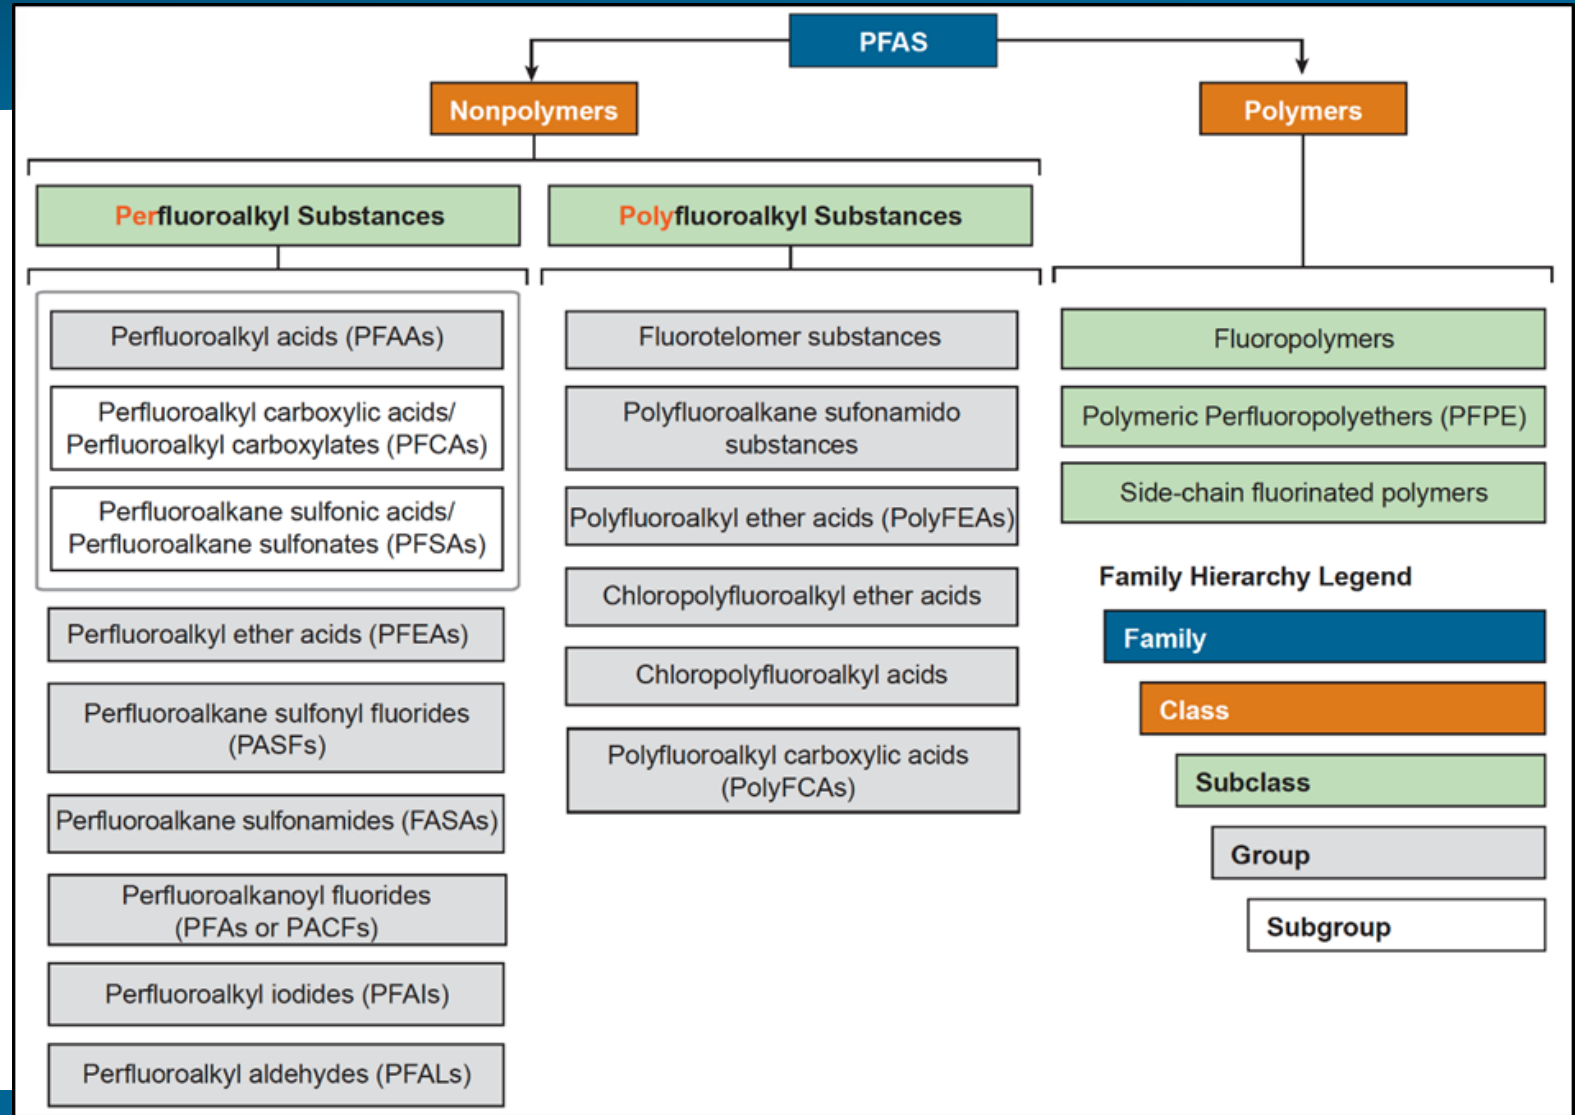 PFAS
Nonpolymers
Polymers
Perfluoroalkyl Substances
Polyfluoroalkyl Substances
Perfluoroalkyl acids (PFAAs)
Perfluoroalkyl carboxylic acids/
Perfluoroalkyl carboxylates (PFCAs)
Perfluoroalkane sulfonic acids/
Perfluoroalkane sulfonates (PFSAs)
Perfluoroalkyl ether acids (PFEAs)
Perfluoroalkane sulfonyl fluorides
(PASFs)
Perfluoroalkane sulfonamides (FASAs)
Perfluoroalkanoyl fluorides
(PFAs or PACFs)
Perfluoroalkyl iodides (PFAIs)
Perfluoroalkyl aldehydes (PFALs)
Fluorotelomer substances
Polyfluoroalkane sufonamido
substances
Polyfluoroalkyl ether acids (PolyFEAs)
Chloropolyfluoroalkyl ether acids
Chloropolyfluoroalkyl acids
Polyfluoroalkyl carboxylic acids
(PolyFCAs)
Fluoropolymers
Polymeric Perfluoropolyethers (PFPE)
Side-chain fluorinated polymers
Family Hierarchy Legend
Family
Class
Subclass
Group
Subgroup